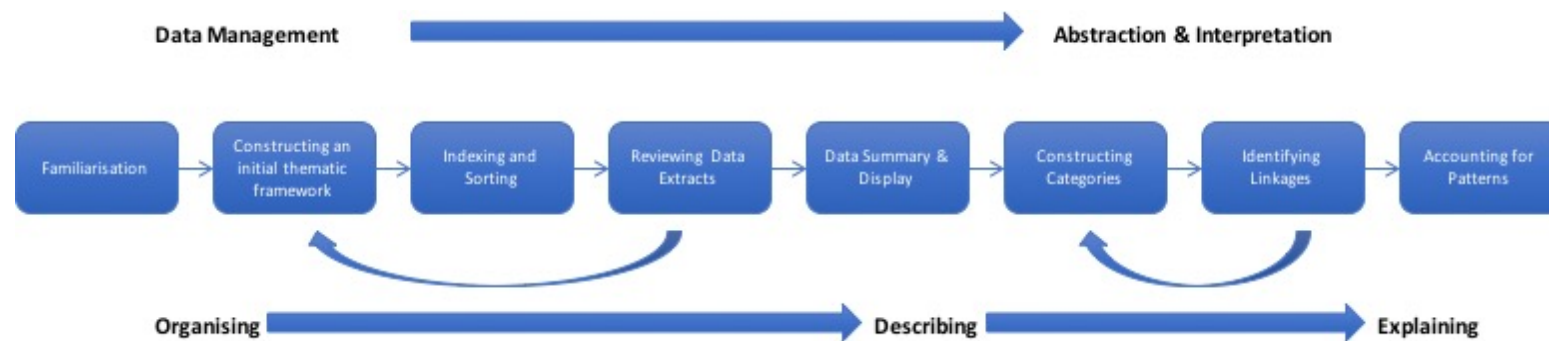 Data Management
Abstraction & Interpretation
Familiarisation
Constructing an
initial thematic
framework
Indexing and
Sorting
Reviewing Data
Extracts
Data Summary &
Display
Constructing
Categories
Identifying
Linkages
Accounting for
Patterns
Organising
Describing
Explaining